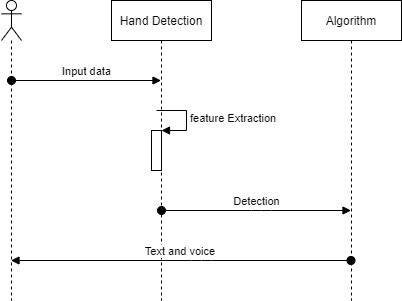 Hand Detection
Algorithm
Input data
feature Extraction
Detection
Text and voice